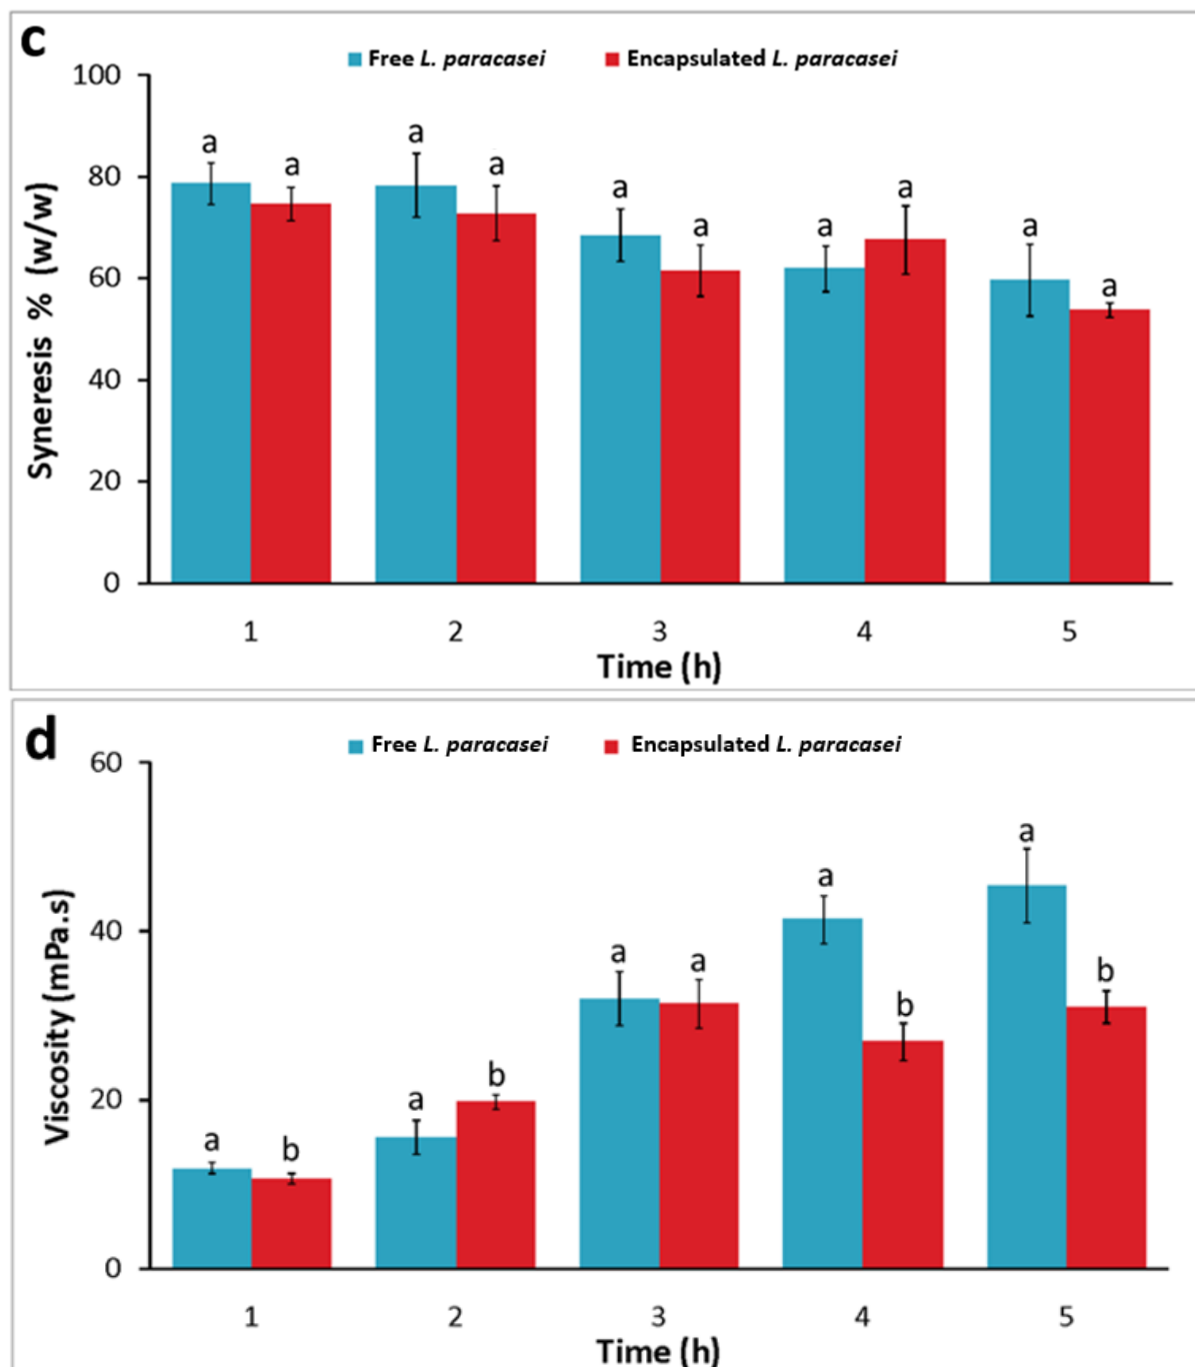 c
Free L. paracasei Encapsulated L. paracasei
100
a a a a a a a a a a
80
60
40
20
0
Syneresis % (w/w)
1 2 3 4 5
Time (h)
d
Free L. paracasei Encapsulated L. paracasei
60
a b a b a a a b a b
40
20
0
Viscosity (mPa.s)
1 2 3 4 5
Time (h)